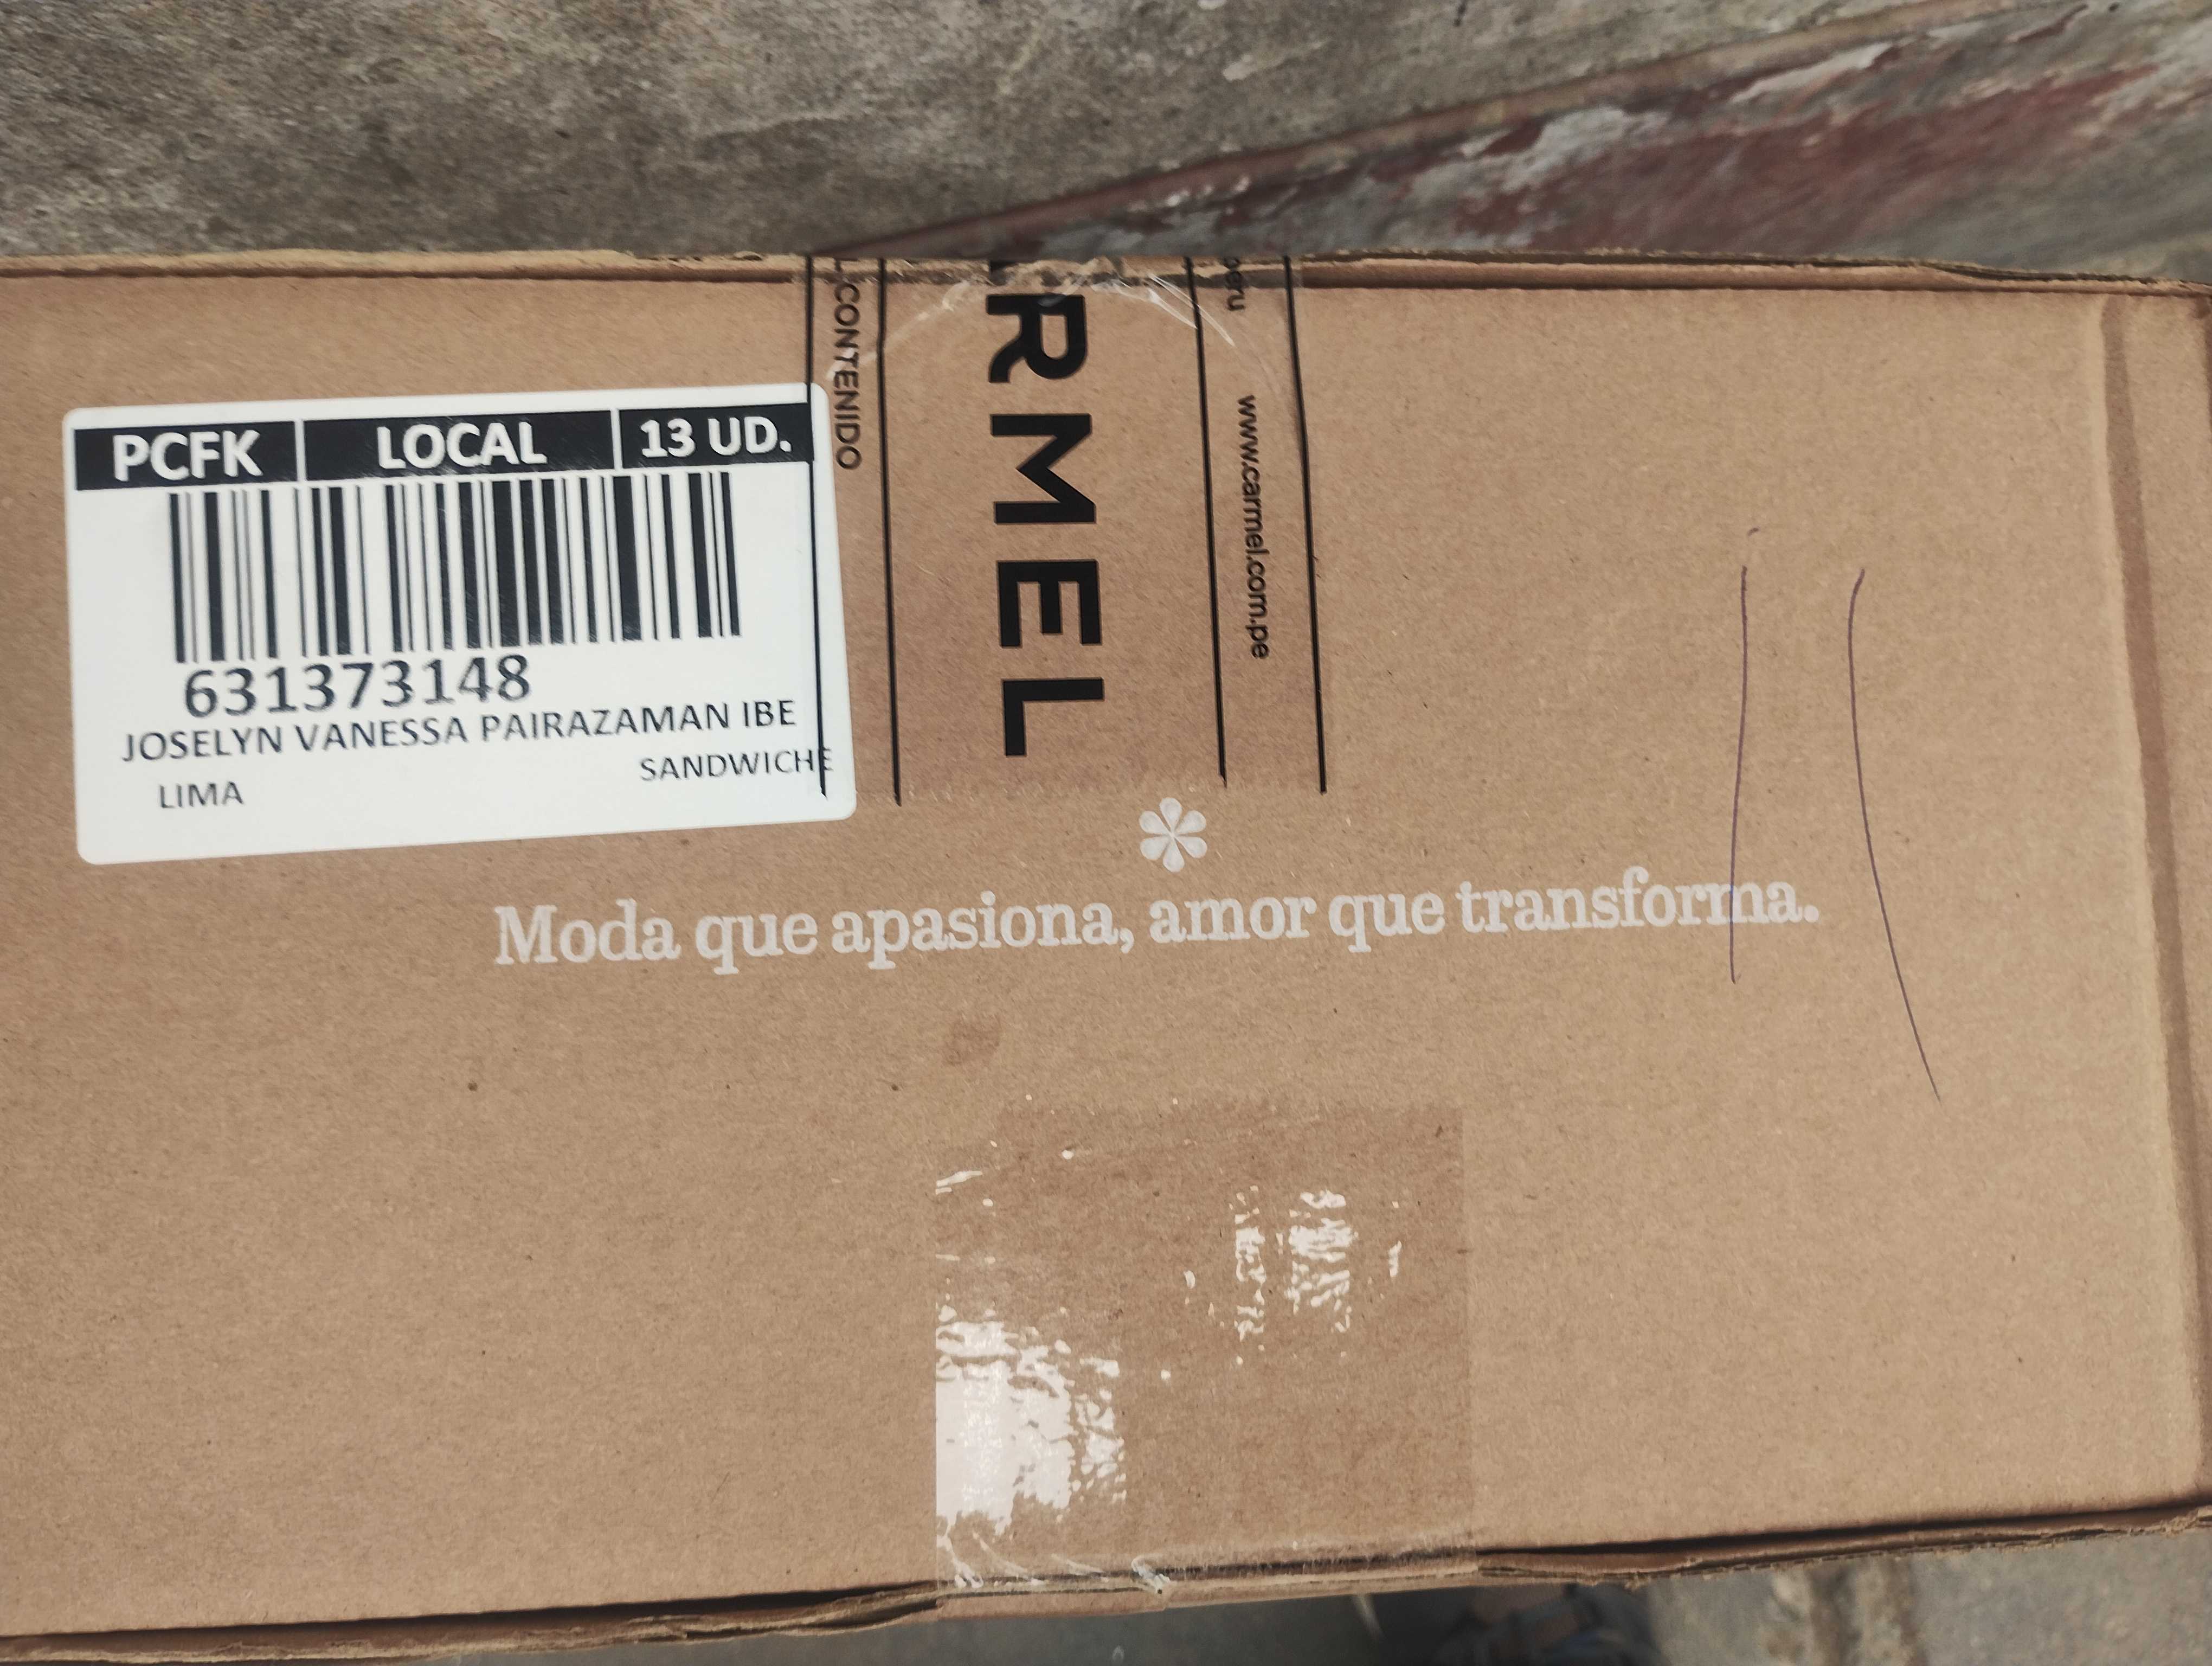 PCFK LOCAL 13 UD.
631373148
JOSELYN VANESSA PAIRAZAMAN IBE
SANDWICHE
LIMA
CONTENIDO
RMEL
www.carmel.com.pe
Moda que apasiona, amor que transforma.